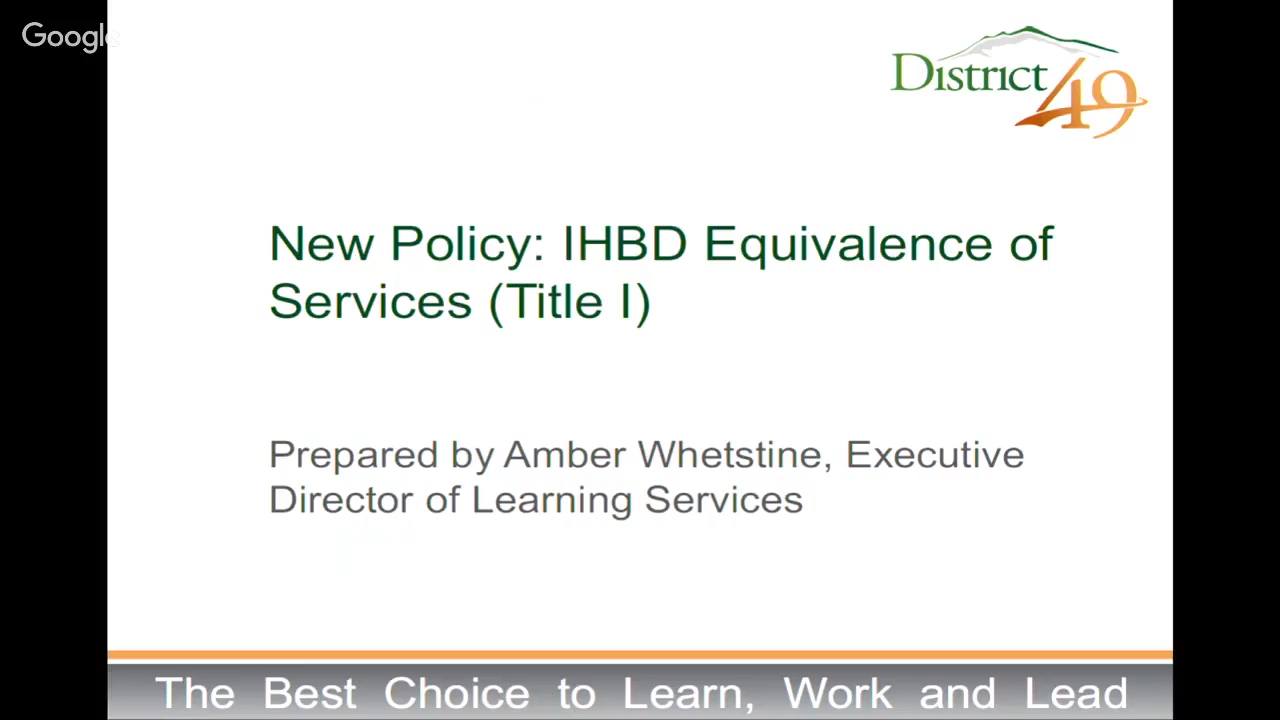 Google
District
49
New Policy: IHBD Equivalence of
Services (Title I)
Prepared by Amber Whetstine, Executive
Director of Learning Services
The Best Choice to Learn, Work and Lead